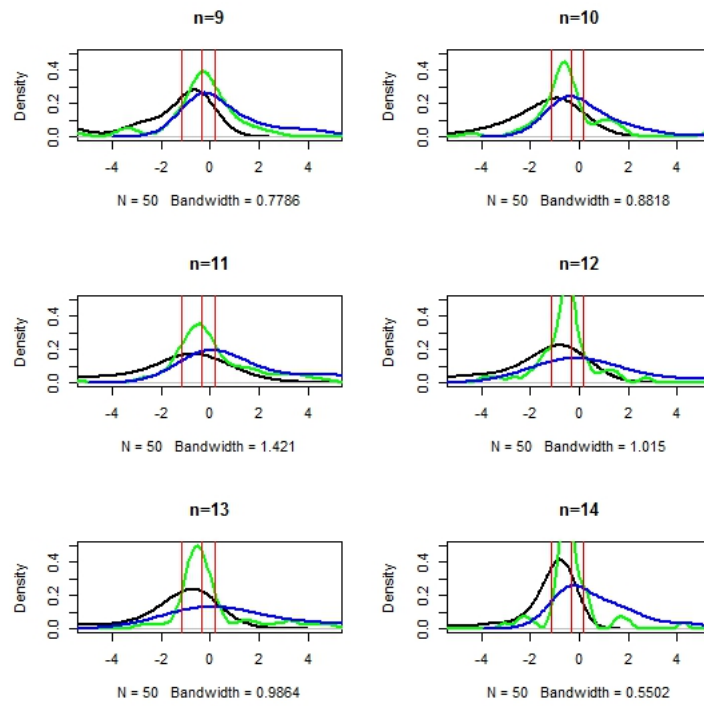 n=9
n=10
Density
0.0 0.2 0.4
-4 -2 0 2 4
N = 50 Bandwidth = 0.7786
Density
0.0 0.2 0.4
-4 -2 0 2 4
N = 50 Bandwidth = 0.8818
n=11
n=12
Density
0.0 0.2 0.4
-4 -2 0 2 4
N = 50 Bandwidth = 1.421
Density
0.0 0.2 0.4
-4 -2 0 2 4
N = 50 Bandwidth = 1.015
n=13
n=14
Density
0.0 0.2 0.4
-4 -2 0 2 4
N = 50 Bandwidth = 0.9864
Density
0.0 0.2 0.4
-4 -2 0 2 4
N = 50 Bandwidth = 0.5502